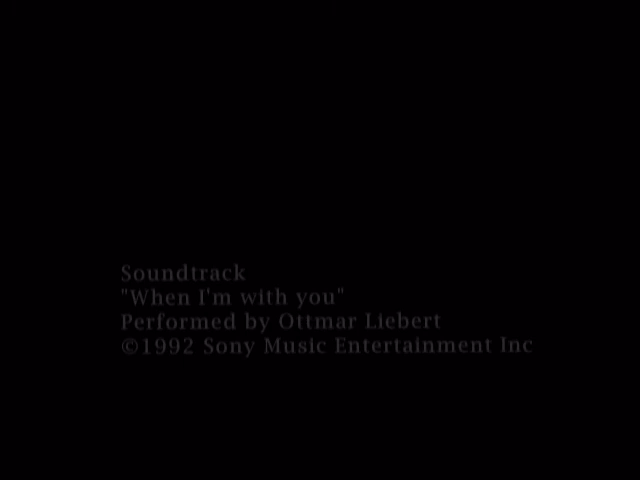 Soundtrack
"When I'm with you"
Performed by Ottmar Liebert
©1992 Sony Music Entertainment Inc